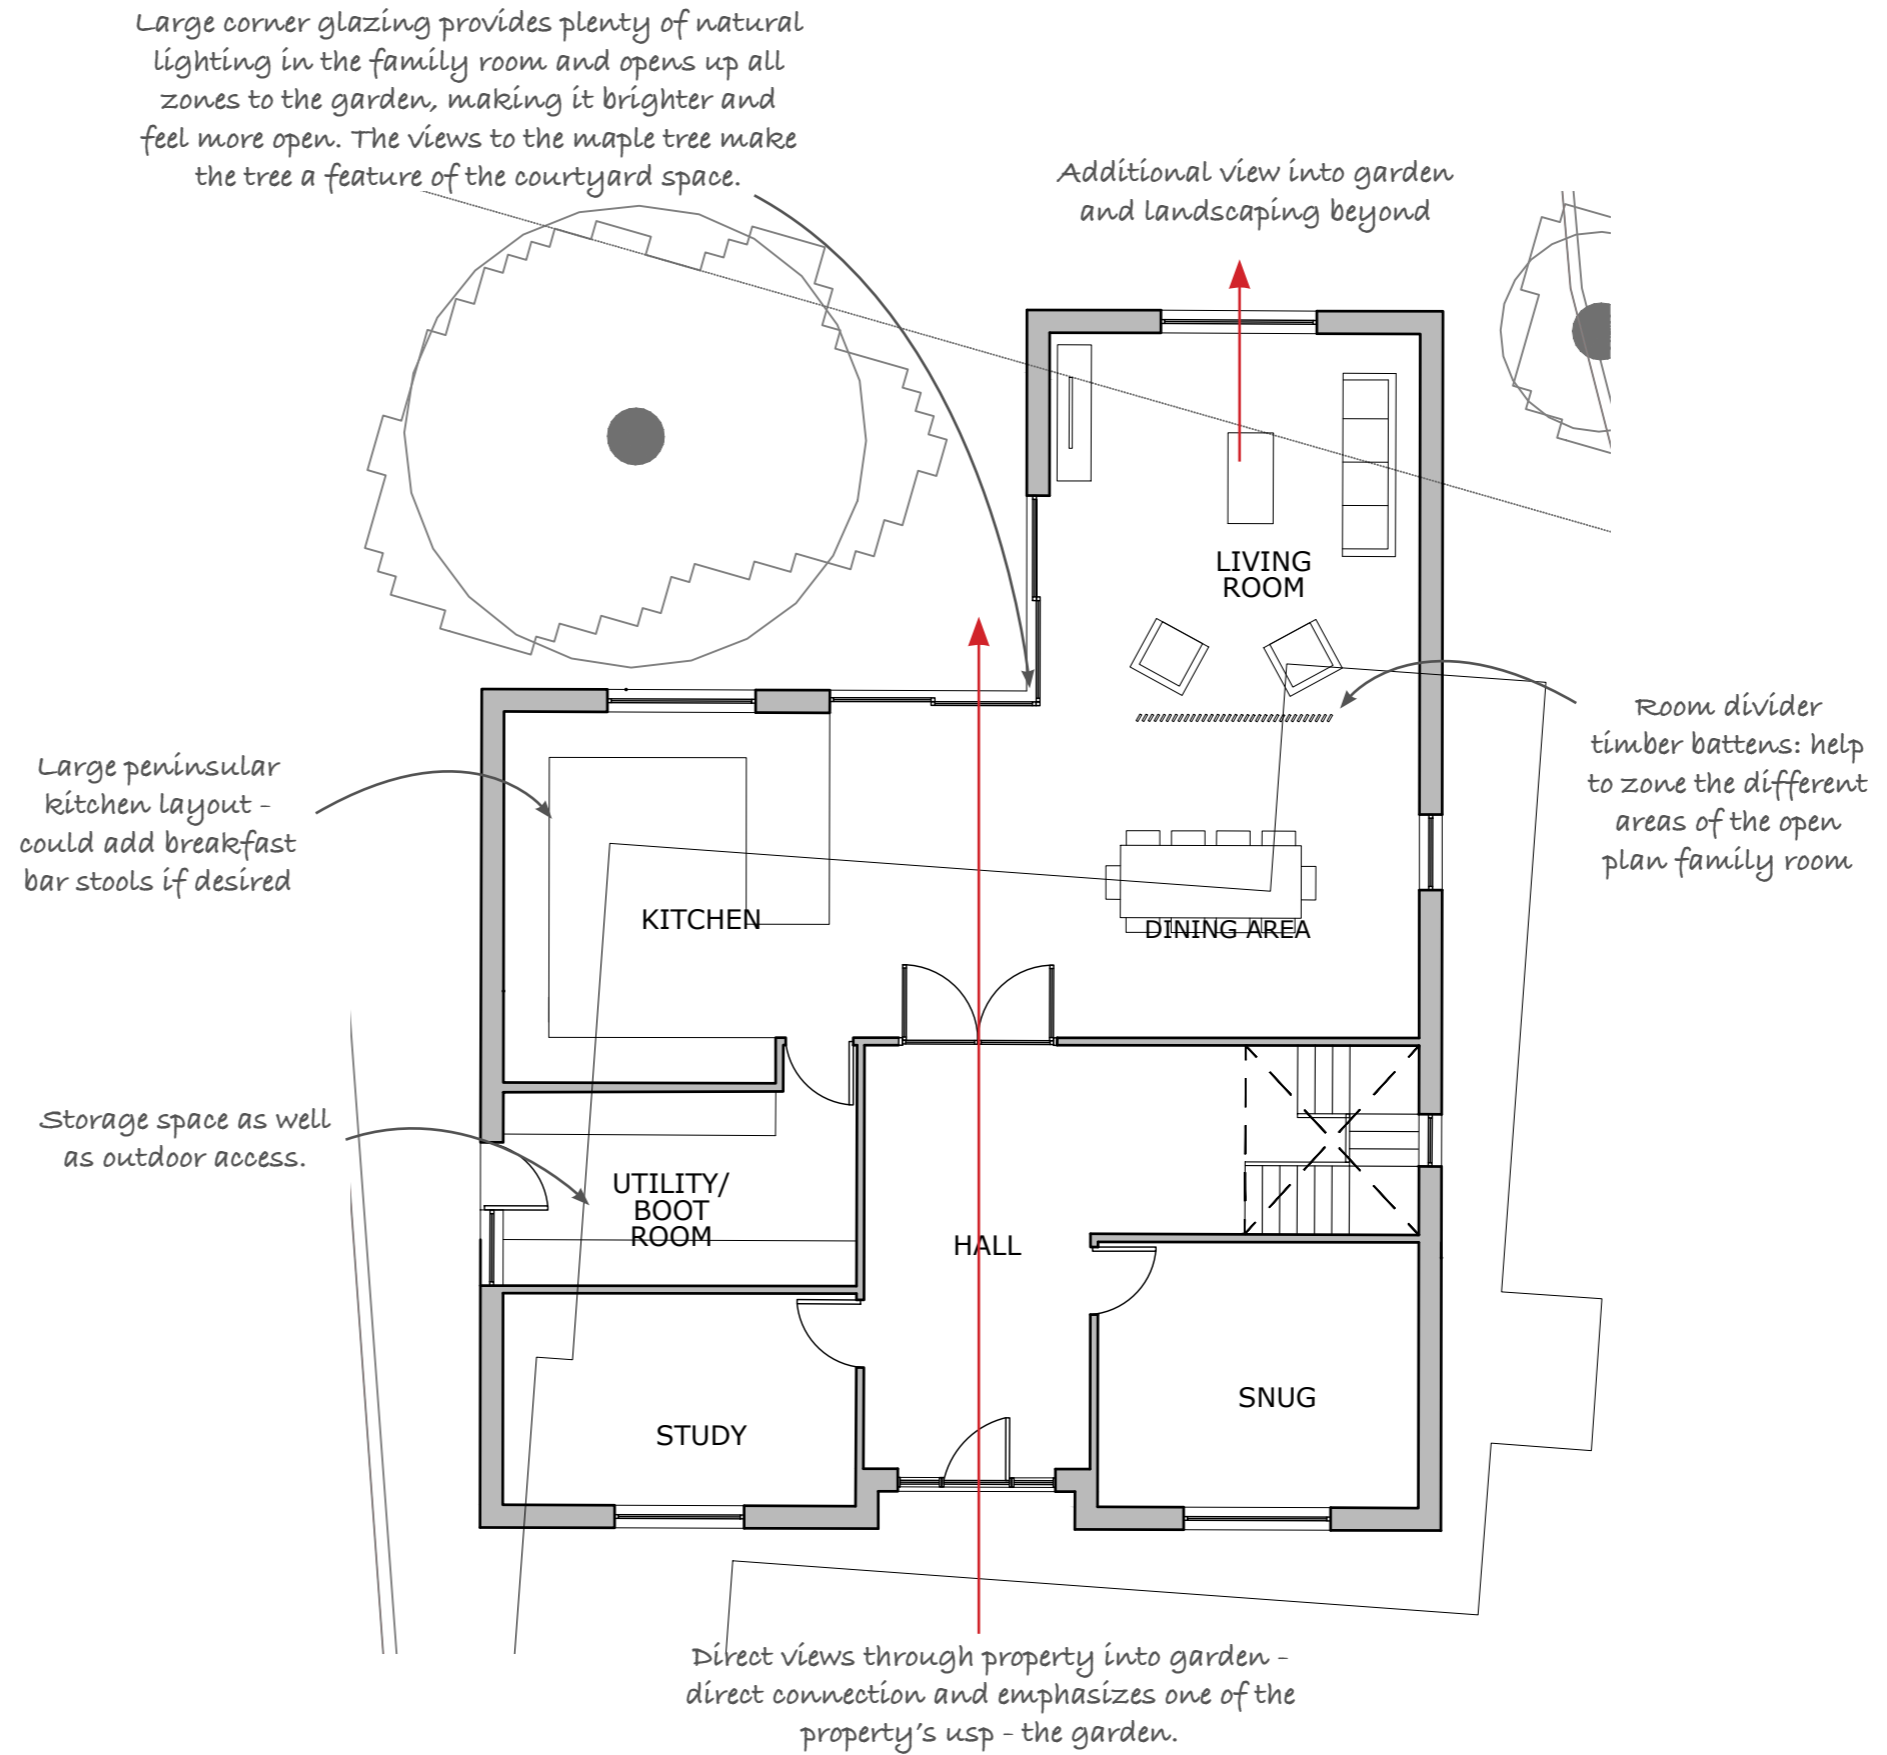 Large corner glazing provides plenty of natural
lighting in the family room and opens up all
zones to the garden, making it brighter and
feel more open. The views to the maple tree make
the tree a feature of the courtyard space.
Additional view into garden
and landscaping beyond
LIVING
ROOM
Room divider
timber battens: help
to zone the different
areas of the open
plan family room
Large peninsular
kitchen layout -
could add breakfast
bar stools if desired
KITCHEN
DINING AREA
Storage space as well
as outdoor access.
UTILITY/
BOOT
ROOM
HALL
STUDY
SNUG
Direct views through property into garden -
direct connection and emphasizes one of the
property's usp - the garden.